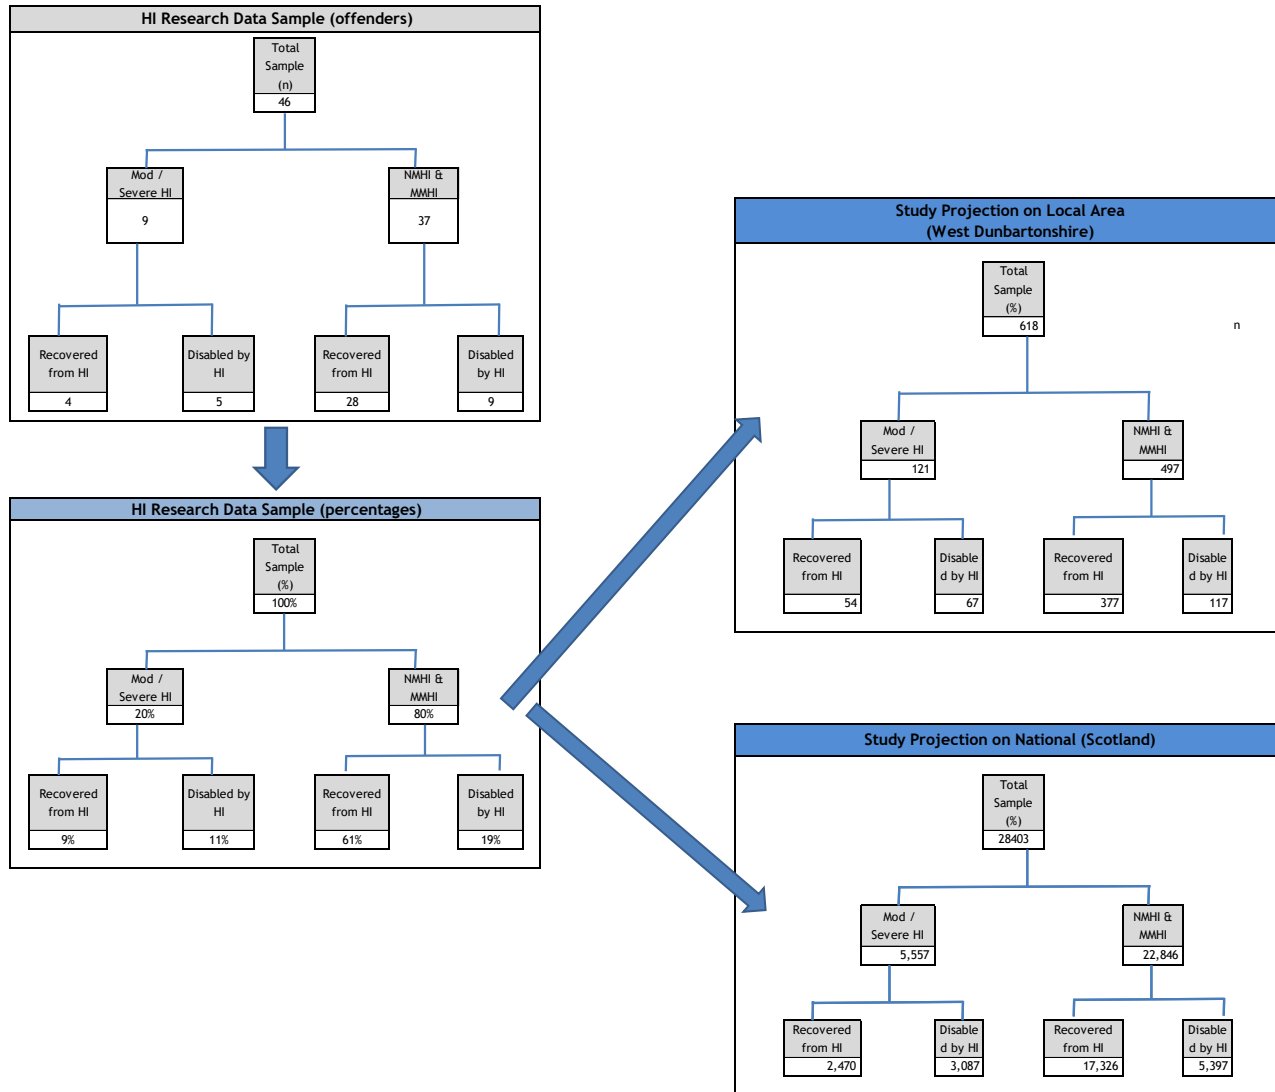 HI Research Data Sample (offenders)
Total
Sample
(n)
46
Mod /
Severe HI
9
NMHI &
MMHI
37
Recovered
from HI
4
Disabled by
HI
5
Recovered
from HI
28
Disabled
by HI
9
HI Research Data Sample (percentages)
Total
Sample
(%)
100%
Mod /
Severe HI
20%
NMHI &
MMHI
80%
Recovered
from HI
9%
Disabled by
HI
11%
Recovered
from HI
61%
Disabled
by HI
19%
Study Projection on Local Area
(West Dunbartonshire)
Total
Sample
(%)
618
n
Mod /
Severe HI
121
NMHI &
MMHI
497
Recovered
from HI
54
Disable
d by HI
67
Recovered
from HI
377
Disable
d by HI
117
Study Projection on National (Scotland)
Total
Sample
(%)
28403
Mod /
Severe HI
5,557
NMHI &
MMHI
22,846
Recovered
from HI
2,470
Disable
d by HI
3,087
Recovered
from HI
17,326
Disable
d by HI
5,397